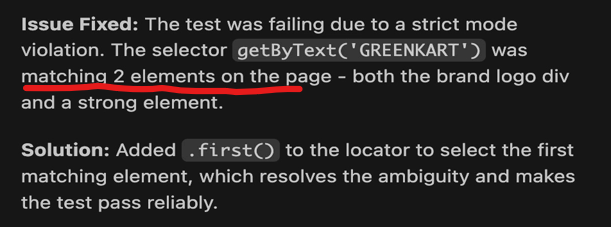 Issue Fixed: The test was failing due to a strict mode
violation. The selector getByText('GREENKART') was
matching 2 elements on the page - both the brand logo div
and a strong element.
Solution: Added .first() to the locator to select the first
matching element, which resolves the ambiguity and makes
the test pass reliably.